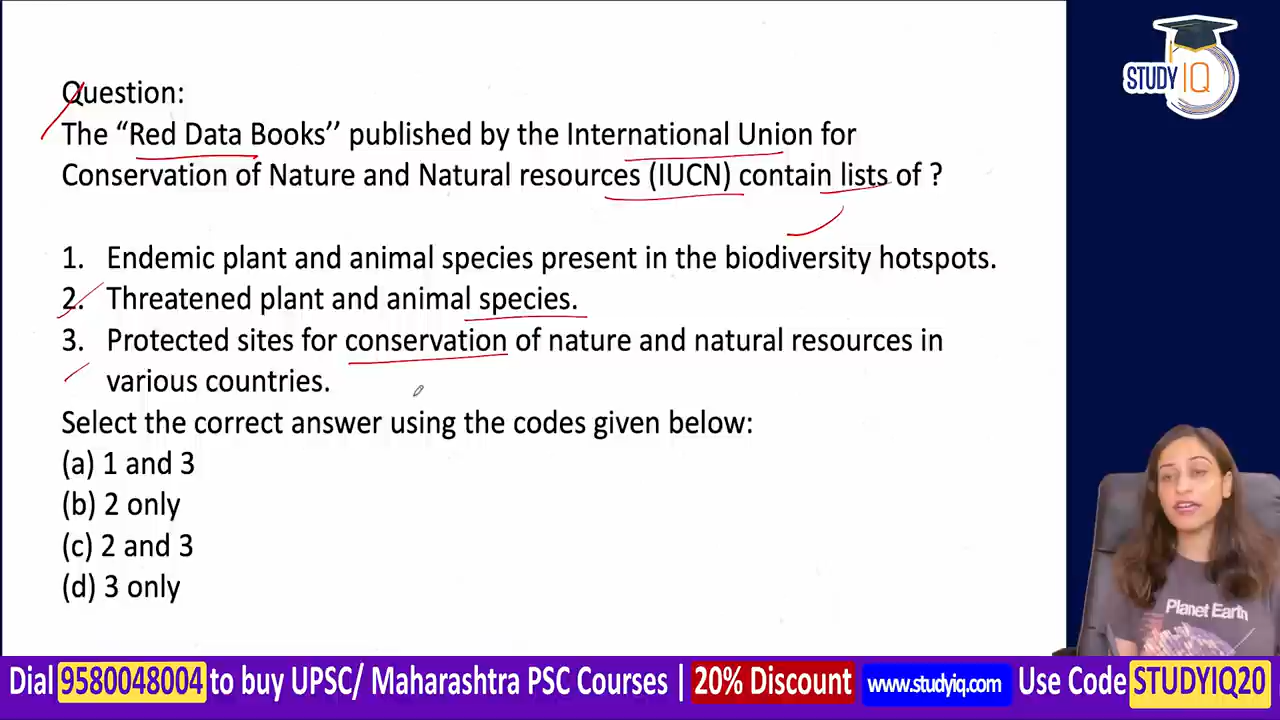 STUDY IQ
Question:
The “Red Data Books’’ published by the International Union for
Conservation of Nature and Natural resources (IUCN) contain lists of ?
1. Endemic plant and animal species present in the biodiversity hotspots.
2. Threatened plant and animal species.
3. Protected sites for conservation of nature and natural resources in
various countries.
Select the correct answer using the codes given below:
(a) 1 and 3
(b) 2 only
(c) 2 and 3
(d) 3 only
Planet Earth
Dial 9580048004 to buy UPSC/ Maharashtra PSC Courses | 20% Discount www.studyiq.com Use Code STUDYIQ20